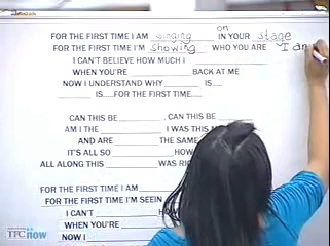 FOR THE FIRST TIME I AM singing on IN YOUR stage
FOR THE FIRST TIME I'M showing WHO YOU ARE I am
I CAN'T BELIEVE HOW MUCH I
WHEN YOU'RE BACK AT ME
NOW I UNDERSTAND WHY IS
IS FOR THE FIRST TIME
CAN THIS BE , CAN THIS BE
AM I THE I WAS THIS M
AND ARE THE SAME
IT'S ALL SO HOW
ALL ALONG THIS WAS RIG
FOR THE FIRST TIME I AM
FOR THE FIRST TIME I'M SEEIN
I CAN'T H
WHEN YOU'RE
NOW I
TFC now